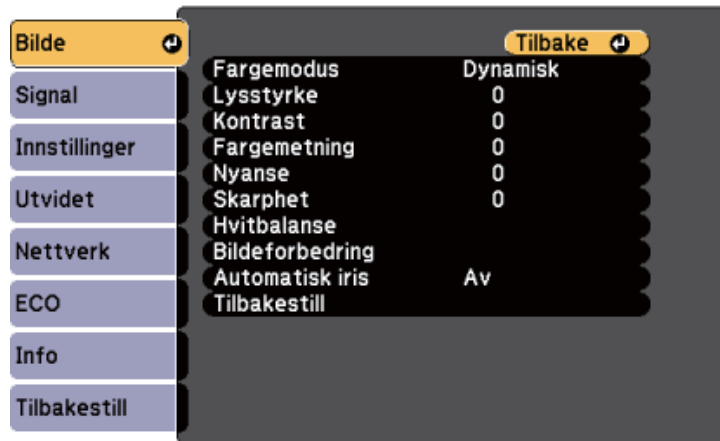 Bilde
Signal
Innstillinger
Utvidet
Nettverk
ECO
Info
Tilbakestill
Tilbake
Fargemodus Dynamisk
Lysstyrke 0
Kontrast 0
Fargemetning 0
Nyanse 0
Skarphet 0
Hvitbalanse
Bildeforbedring
Automatisk iris Av
Tilbakestill